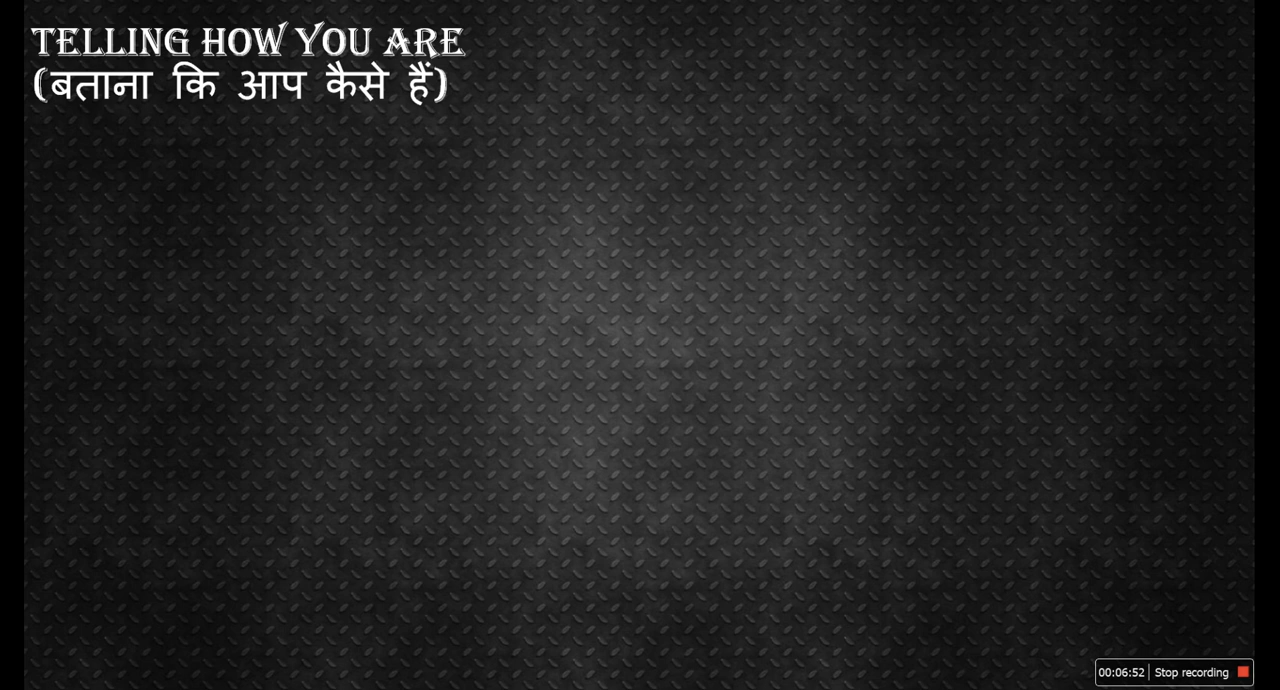 TELLING HOW YOU ARE
(बताना कि आप कैसे हैं)
00:06:52 Stop recording